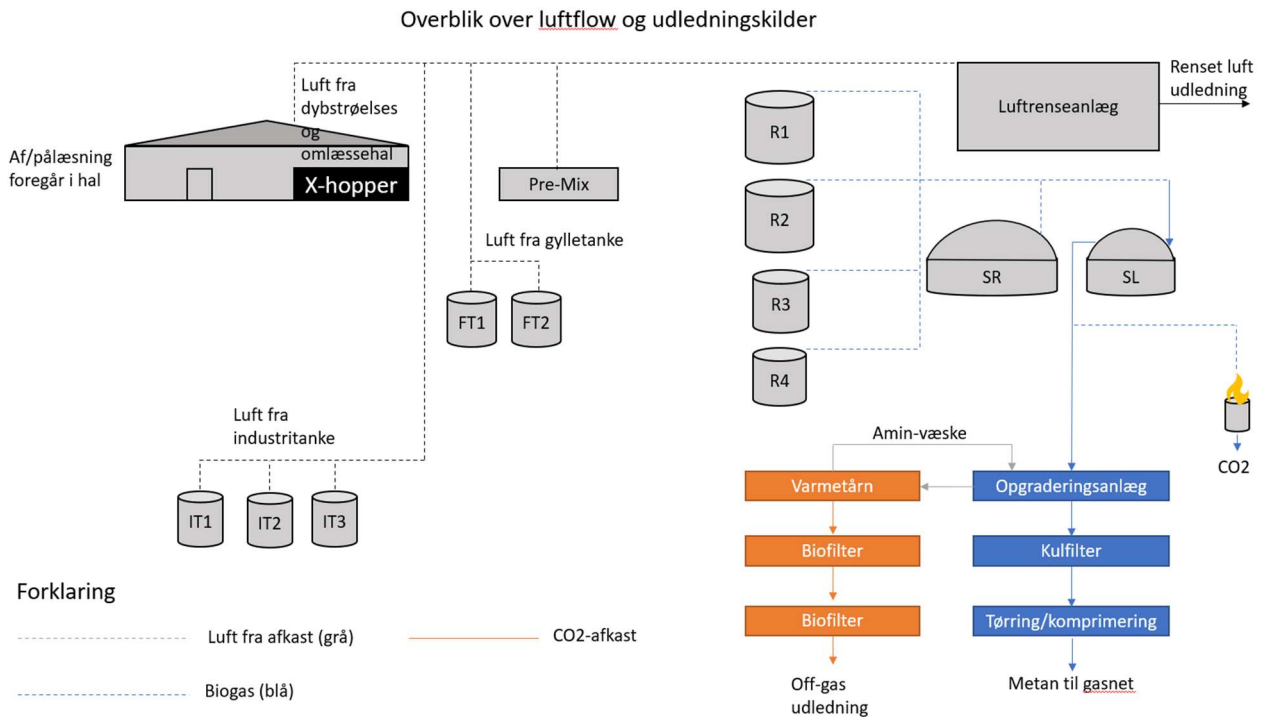 Overblik over luftflow og udledningskilder
Luft fra
dybstrøelses
og
omlæssehal
Af/pålæsning
foregår i hal
X-hopper
Pre-Mix
Luft fra gylletanke
FT1
FT2
Luft fra
industritanke
IT1
IT2
IT3
R1
R2
R3
R4
Luftrenseanlæg
Renset luft
udledning
SR
SL
CO2
Amin-væske
Varmetårn
Opgraderingsanlæg
Biofilter
Kulfilter
Biofilter
Tørring/komprimering
Off-gas
udledning
Metan til gasnet
Forklaring
Luft fra afkast (grå)
CO2-afkast
Biogas (blå)